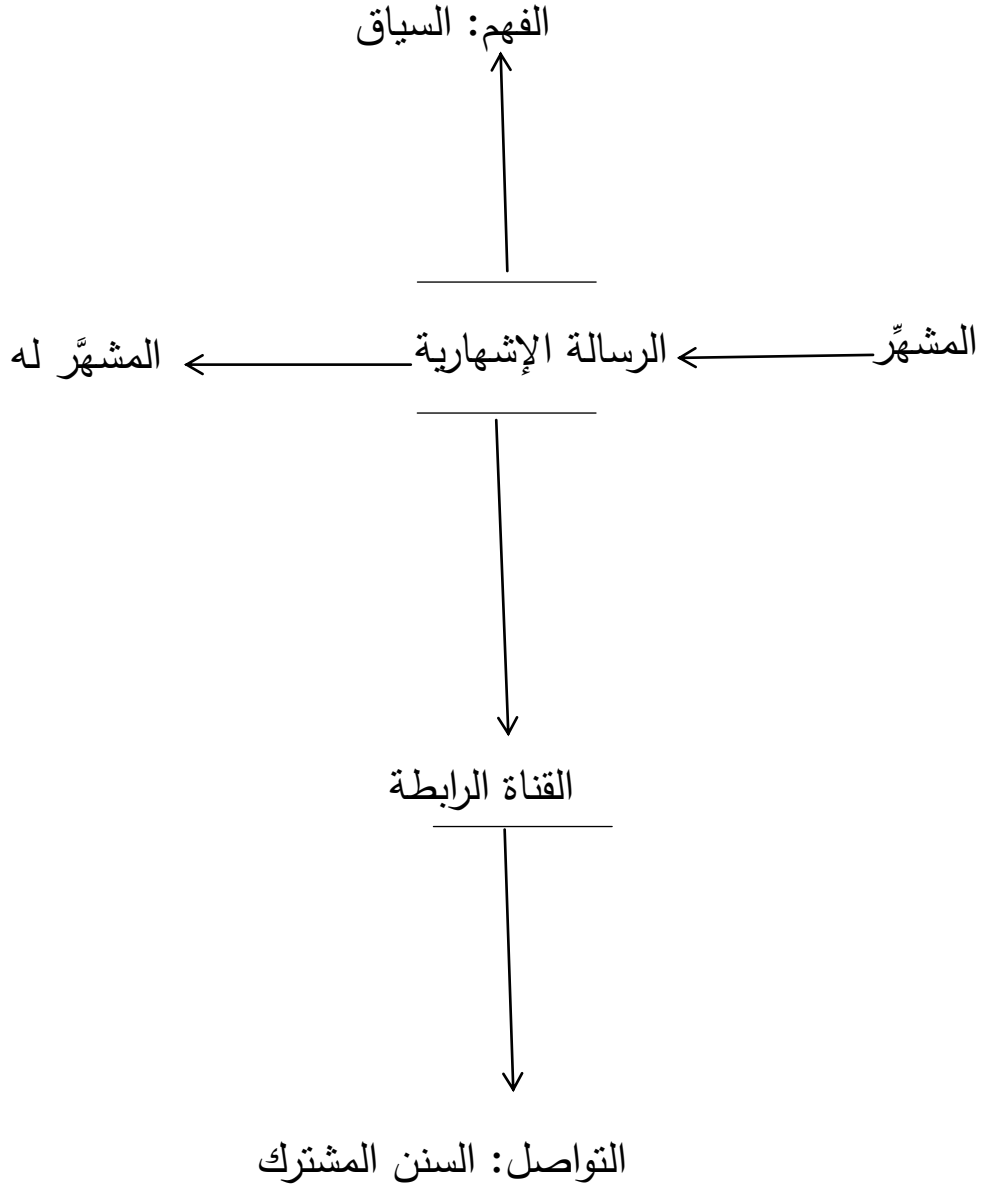 الفهم: السياق
المشهِّر
الرسالة الإشهارية
المشهَّر له
القناة الرابطة
التواصل: السنن المشترك